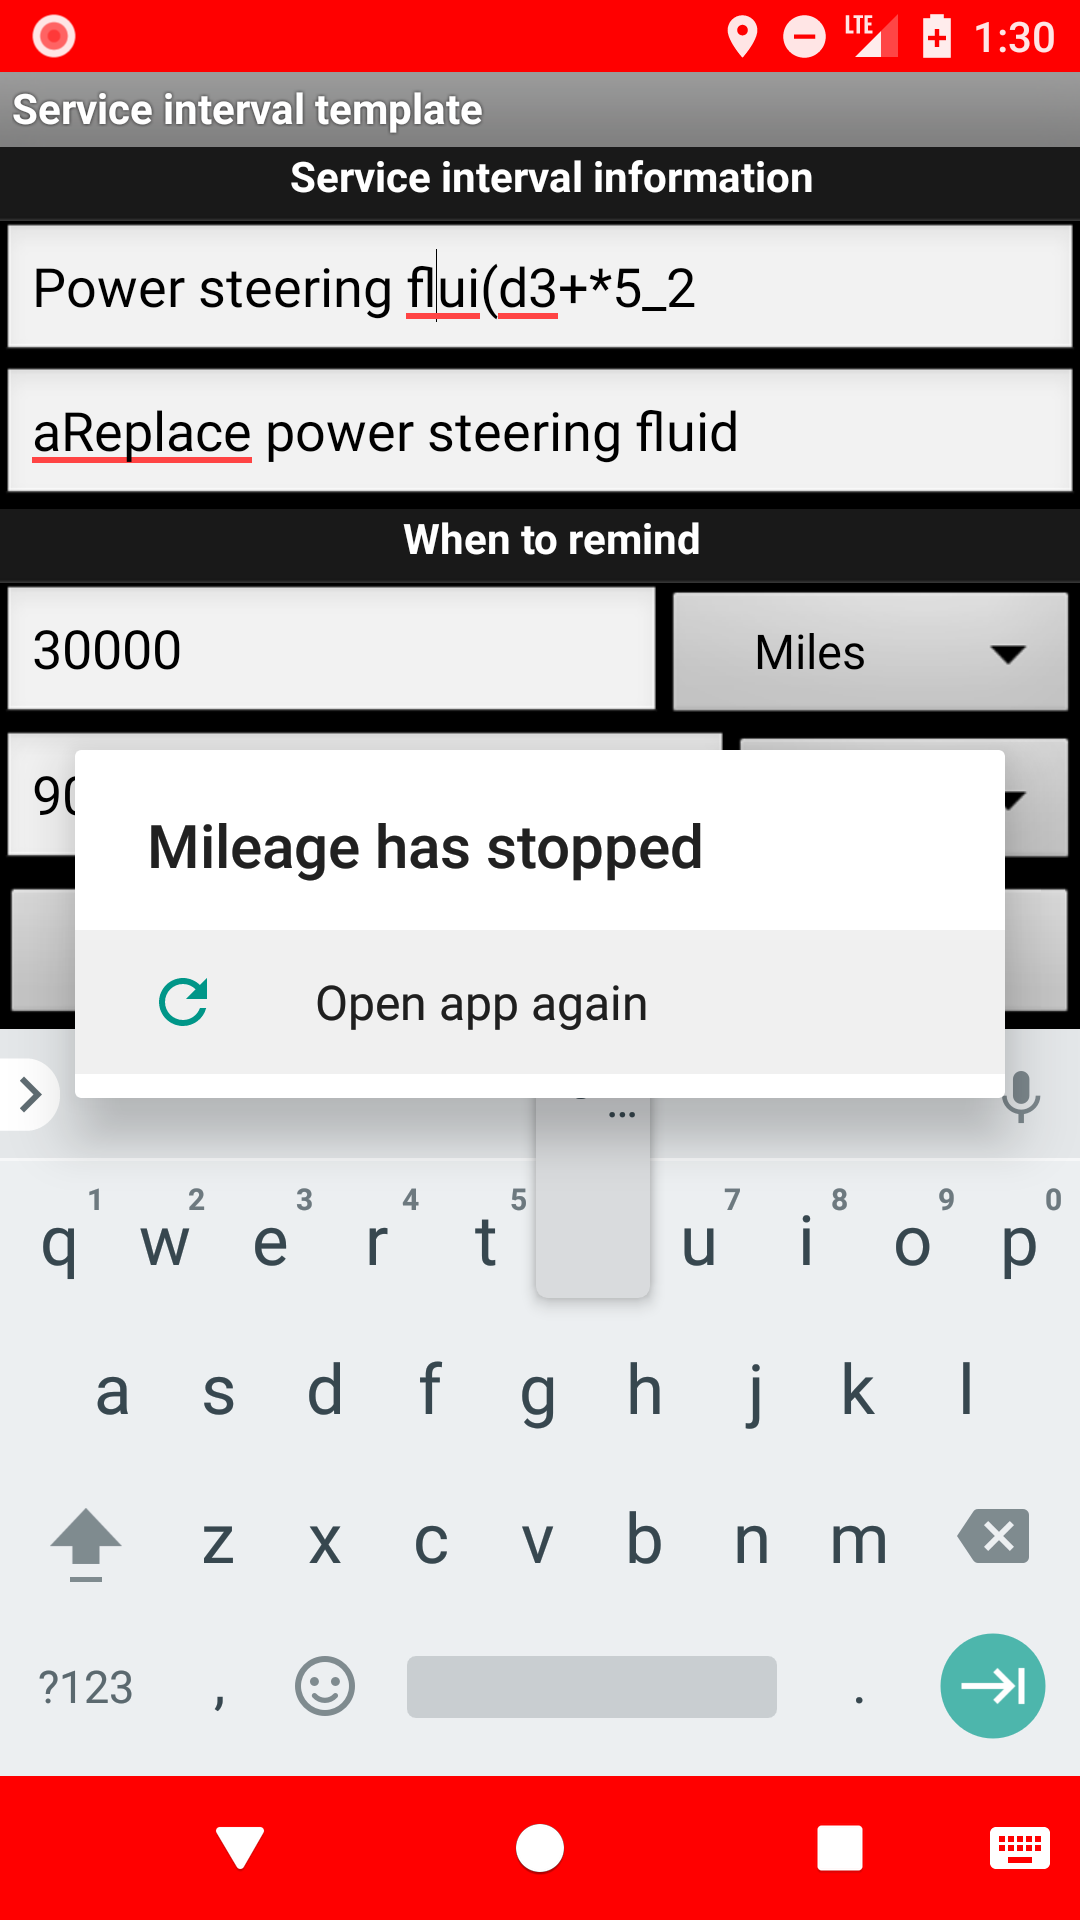 LTE 1:30
Service interval template
Service interval information
Power steering flui(d3+*5_2
aReplace power steering fluid
When to remind
30000 Miles
90
Mileage has stopped
Open app again
...
1 2 3 4 5 7 8 9 0
q w e r t u i o p
a s d f g h j k l
z x c v b n m
?123 , .